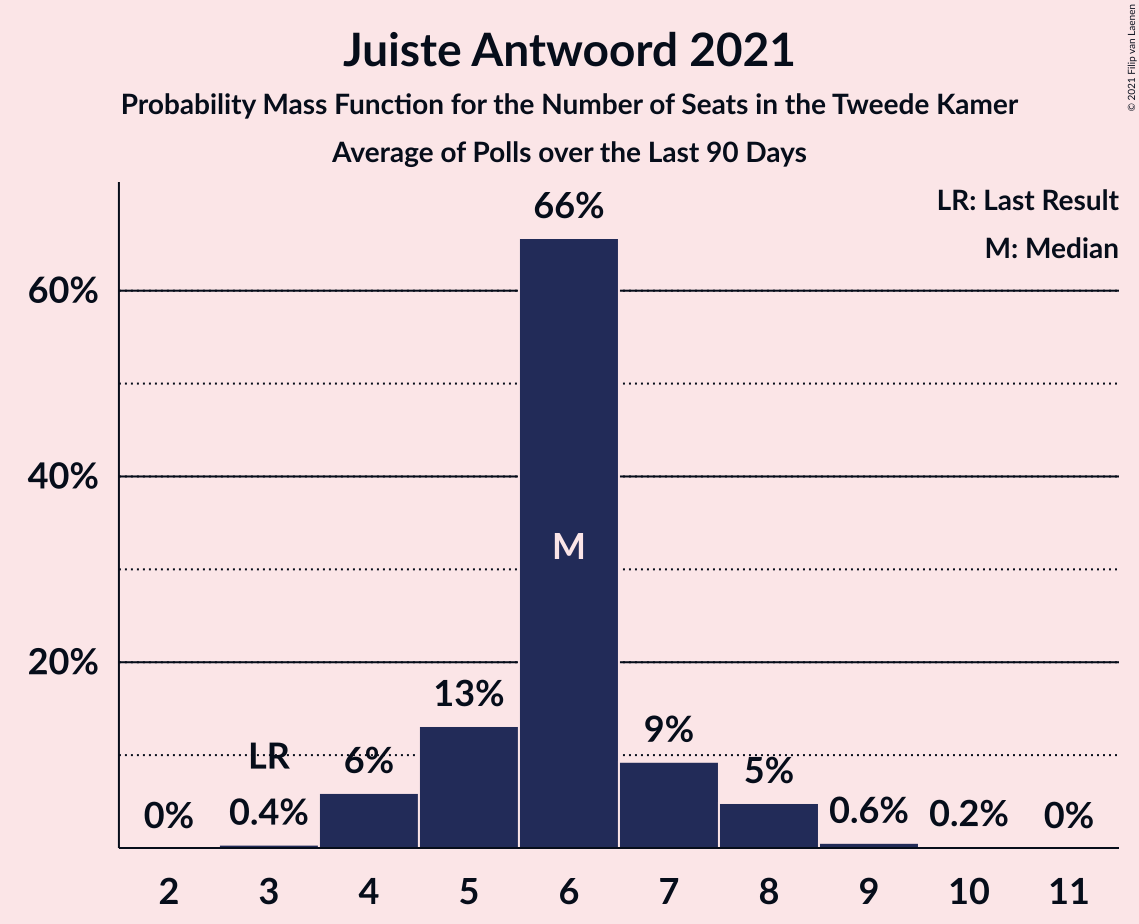 Juiste Antwoord 2021
Probability Mass Function for the Number of Seats in the Tweede Kamer
Average of Polls over the Last 90 Days
© 2021 Filip van Laenen
LR: Last Result
M: Median
66%
60%
40%
M
20%
13%
9%
LR
6%
5%
0%
0.4%
0.6%
0.2%
0%
2 3 4 5 6 7 8 9 10 11